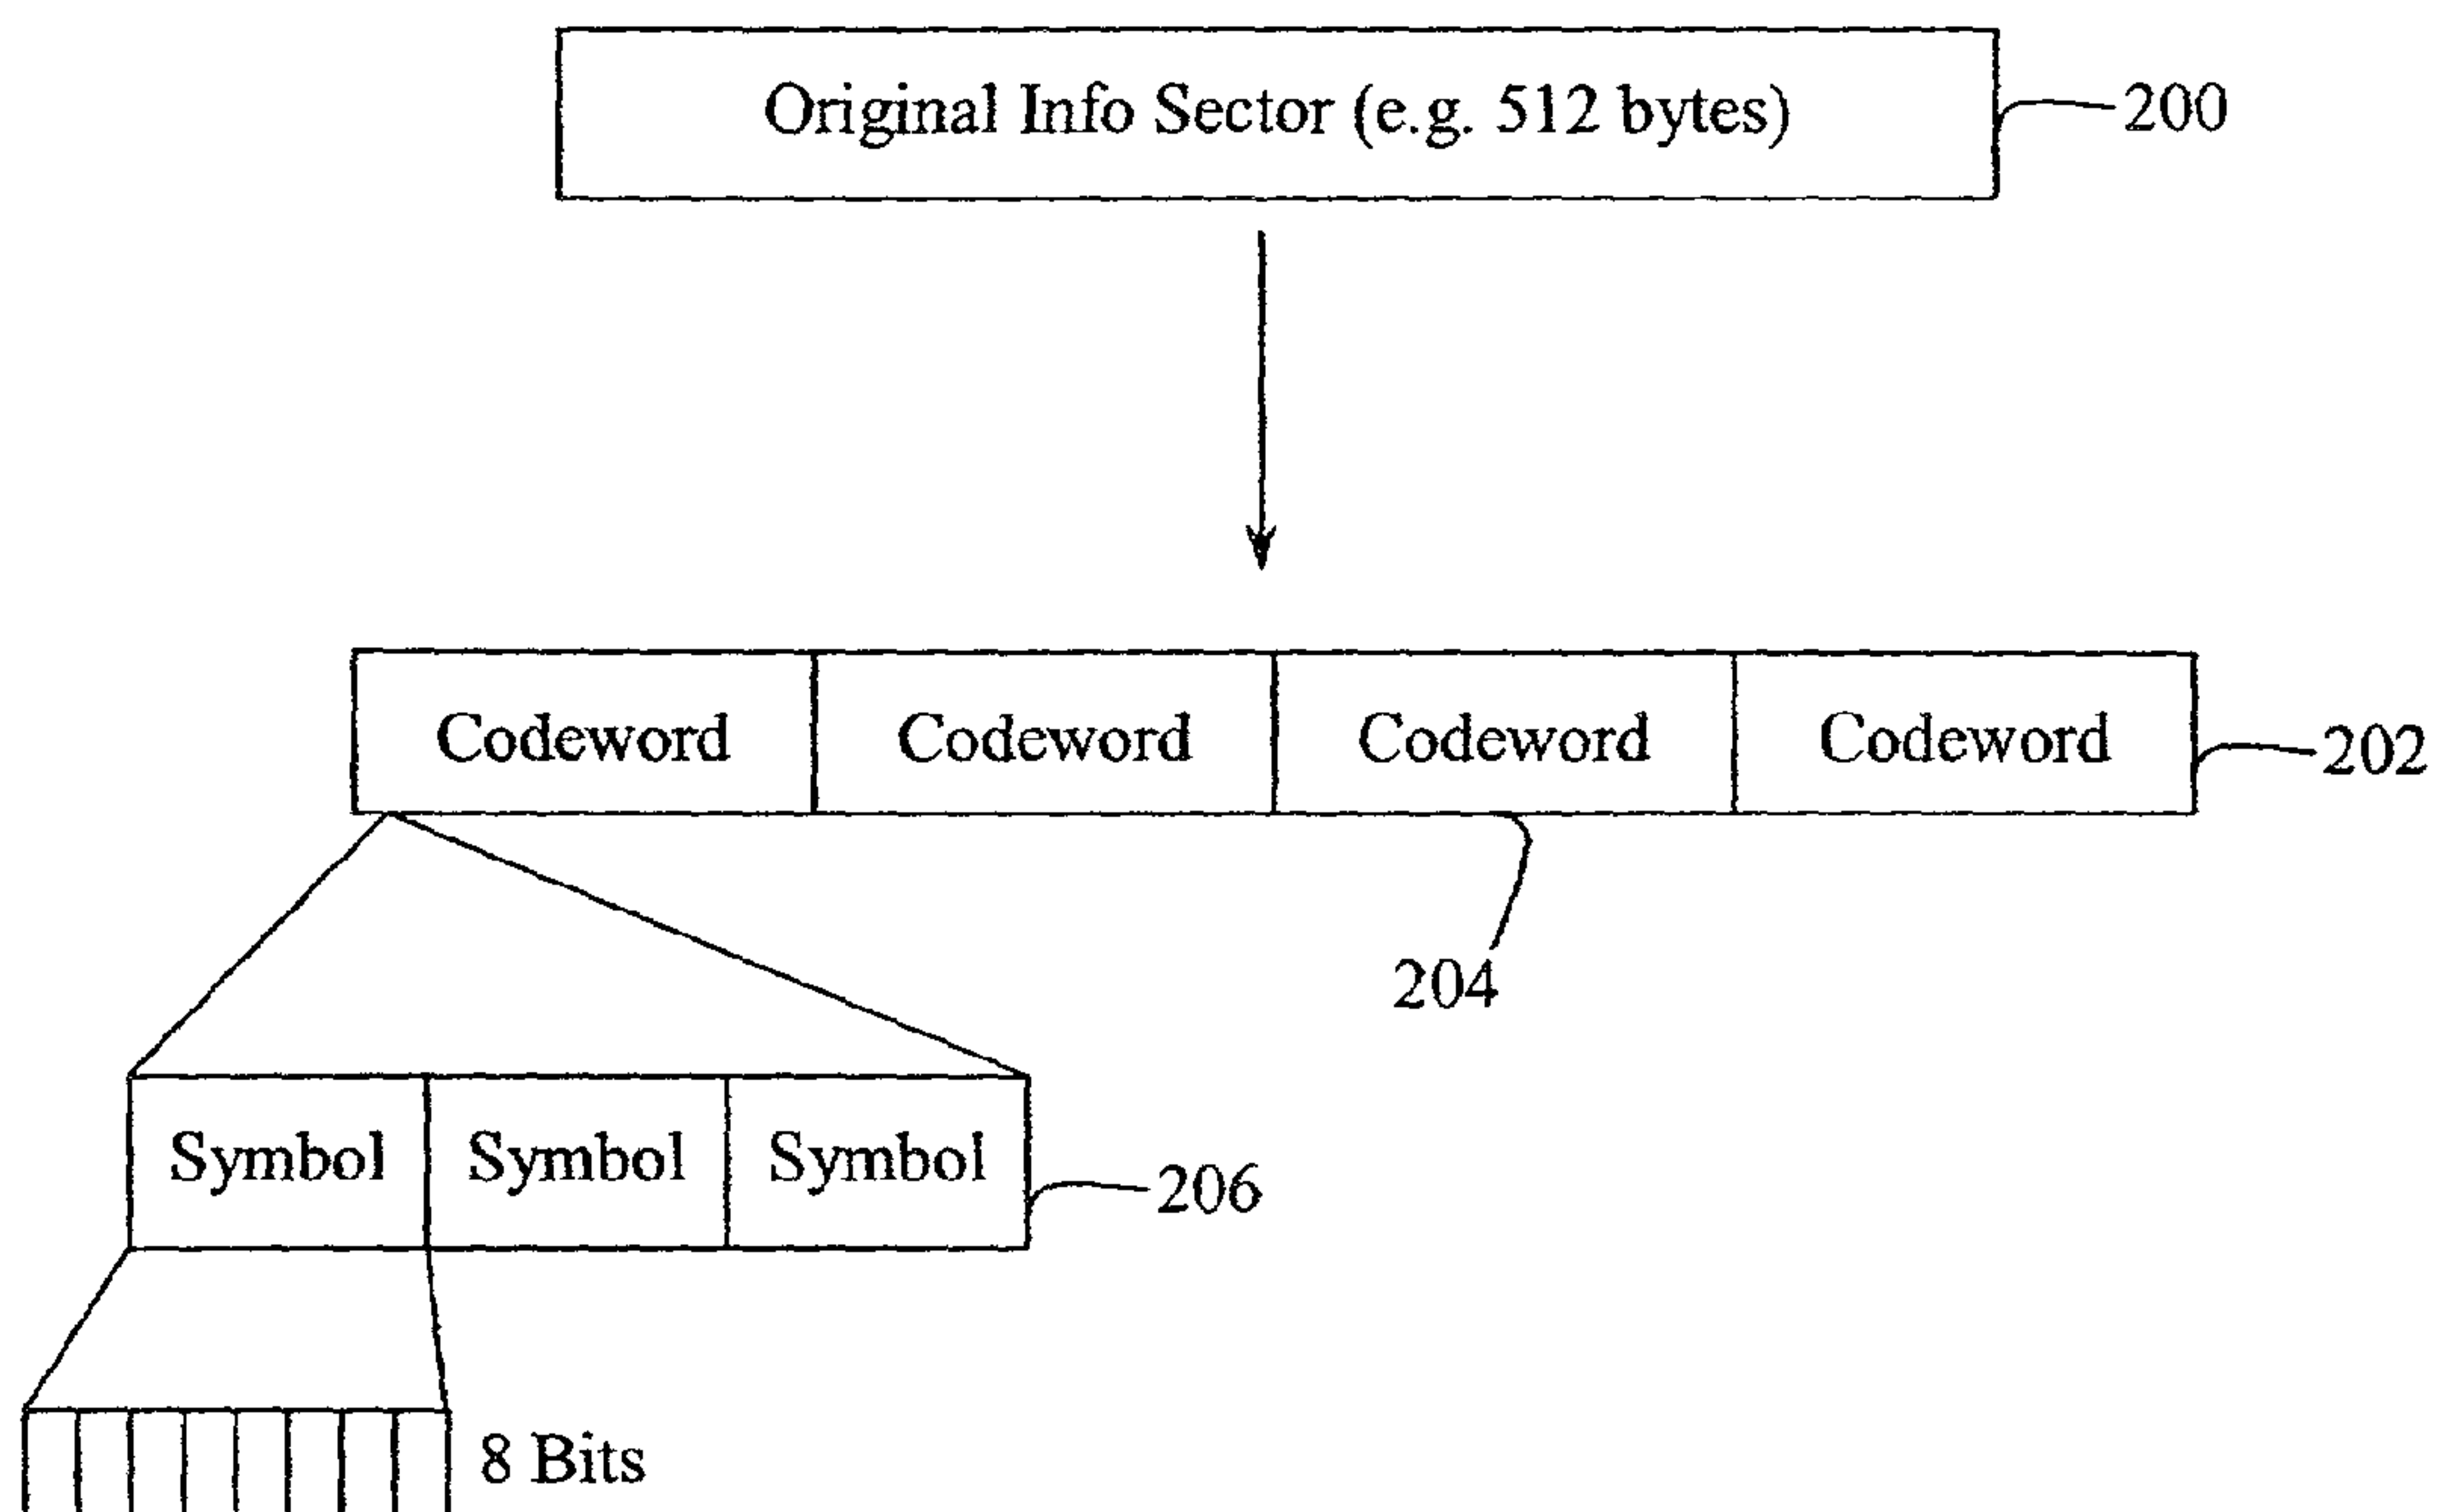 Original Info Sector (e.g. 512 bytes)
200
Codeword Codeword Codeword Codeword
202
204
Symbol Symbol Symbol
206
8 Bits